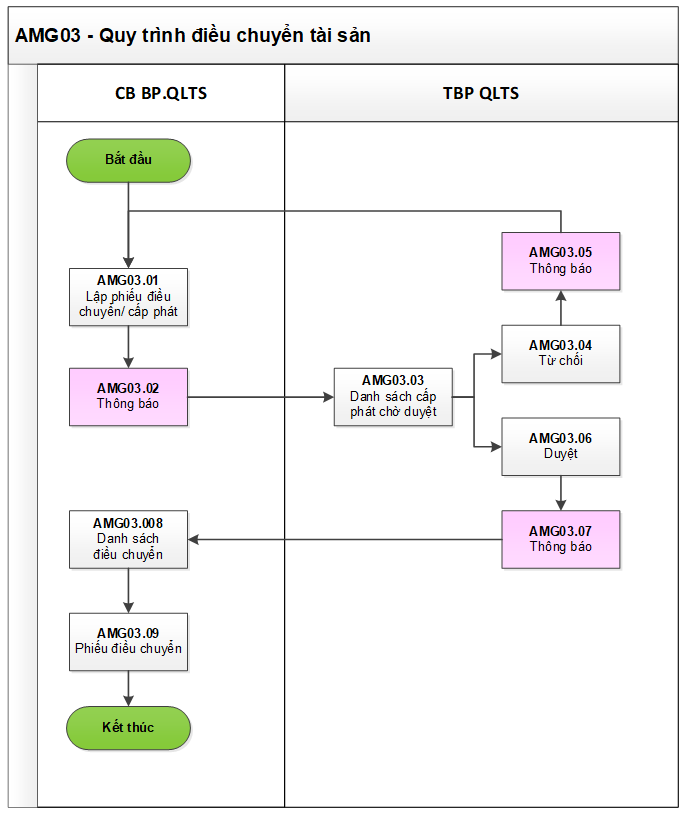 AMG03 - Quy trình điều chuyển tài sản
CB BP.QLTS
TBP QLTS
Bắt đầu
AMG03.05
Thông báo
AMG03.01
Lập phiếu điều
chuyển/ cấp phát
AMG03.04
Từ chối
AMG03.02
Thông báo
AMG03.03
Danh sách cấp
phát chờ duyệt
AMG03.06
Duyệt
AMG03.008
Danh sách
điều chuyển
AMG03.07
Thông báo
AMG03.09
Phiếu điều chuyển
Kết thúc